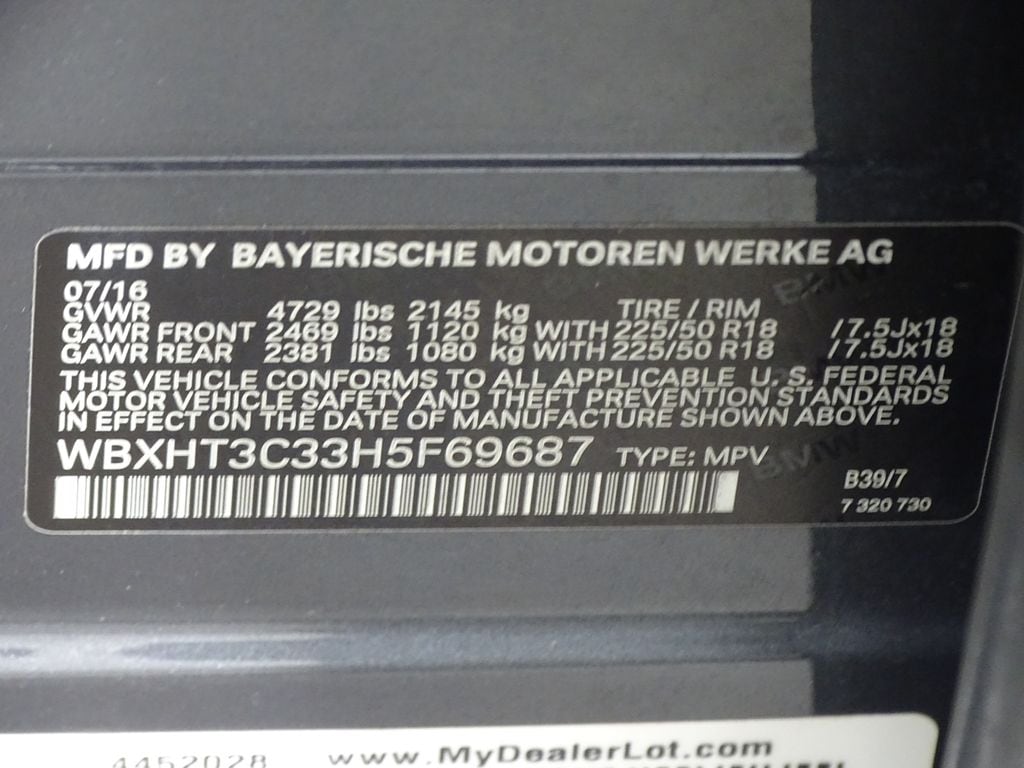 MFD BY BAYERISCHE MOTOREN WERKE AG
07/16
GVWR 4729 lbs 2145 kg TIRE / RIM
GAWR FRONT 2469 lbs 1120 kg WITH 225/50 R18 / 7.5Jx18
GAWR REAR 2381 lbs 1080 kg WITH 225/50 R18 / 7.5Jx18
THIS VEHICLE CONFORMS TO ALL APPLICABLE U. S. FEDERAL
MOTOR VEHICLE SAFETY AND THEFT PREVENTION STANDARDS
IN EFFECT ON THE DATE OF MANUFACTURE SHOWN ABOVE.
WBXHT3C33H5F69687 TYPE: MPV
BMW
BMW
B39/7
7 320 730
4452028 www.MyDealerLot.com